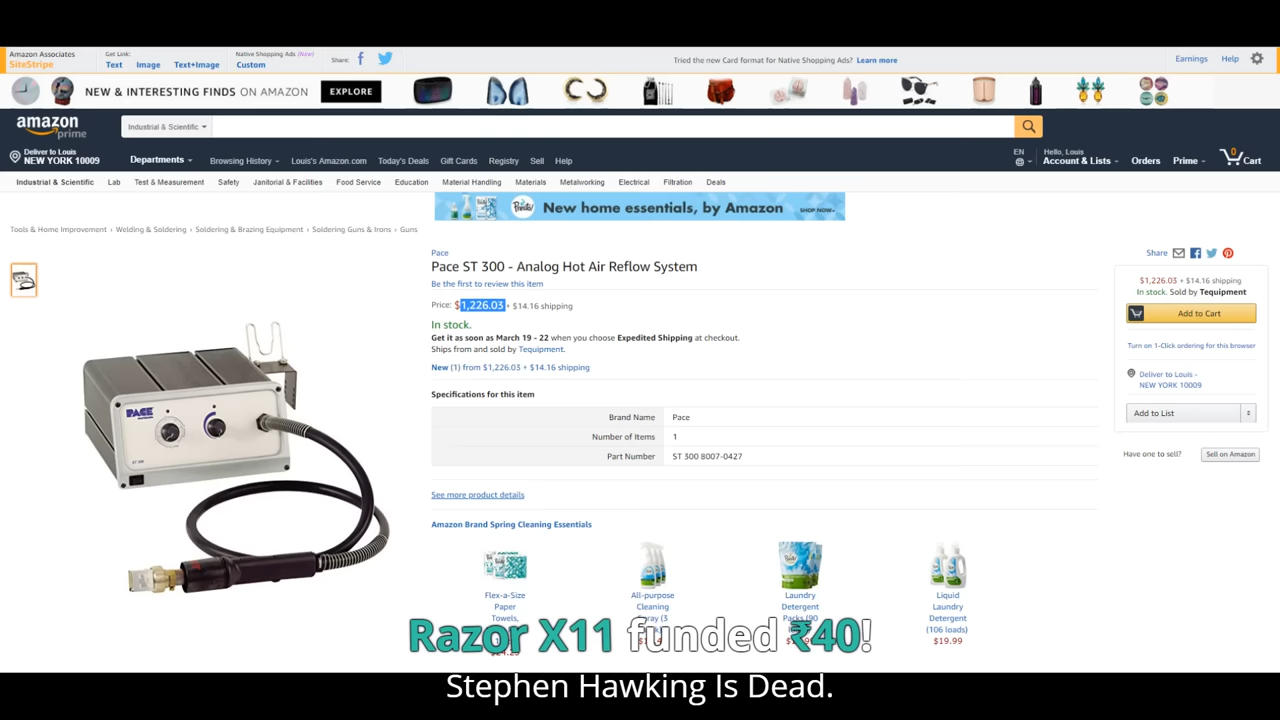 Amazon Associates
SiteStripe
Get Link:
Text Image Text+Image
Native Shopping Ads (New)
Custom
Share:
Tried the new Card format for Native Shopping Ads? Learn more
Earnings Help
NEW & INTERESTING FINDS ON AMAZON EXPLORE
amazon prime
Industrial & Scientific
Deliver to Louis
NEW YORK 10009
Departments
Browsing History Louis's Amazon.com Today's Deals Gift Cards Registry Sell Help
EN
Hello, Louis
Account & Lists Orders Prime 0 Cart
Industrial & Scientific Lab Test & Measurement Safety Janitorial & Facilities Food Service Education Material Handling Materials Metalworking Electrical Filtration Deals
Presto! New home essentials, by Amazon SHOP NOW
Tools & Home Improvement › Welding & Soldering › Soldering & Brazing Equipment › Soldering Guns & Irons › Guns
Pace
Pace ST 300 - Analog Hot Air Reflow System
Be the first to review this item
Price: $1,226.03 + $14.16 shipping
In stock.
Get it as soon as March 19 - 22 when you choose Expedited Shipping at checkout.
Ships from and sold by Tequipment.
New (1) from $1,226.03 + $14.16 shipping
Specifications for this item
Brand Name Pace
Number of Items 1
Part Number ST 300 8007-0427
See more product details
Amazon Brand Spring Cleaning Essentials
Flex-a-Size
Paper
Towels,
All-purpose
Cleaning
Spray (3
Laundry
Detergent
Packs (90
Liquid
Laundry
Detergent
(106 loads)
$19.99
Share
$1,226.03 + $14.16 shipping
In stock. Sold by Tequipment
Add to Cart
Turn on 1-Click ordering for this browser
Deliver to Louis -
NEW YORK 10009
Add to List
Have one to sell? Sell on Amazon
PACE
ST 300
Razor X11 funded ₹40!
Stephen Hawking Is Dead.